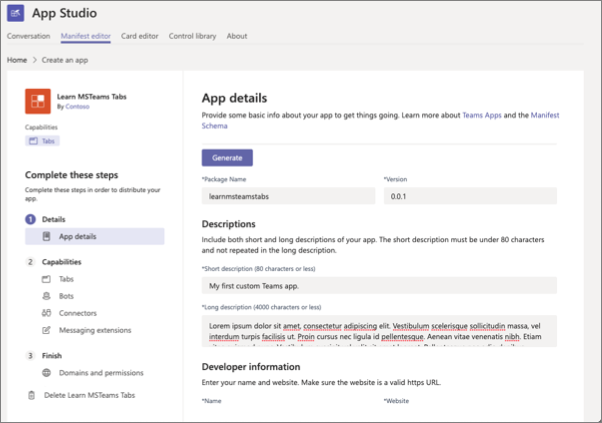 App Studio
Conversation Manifest editor Card editor Control library About
Home > Create an app
Learn MSTeams Tabs
By Contoso
Capabilities
Tabs
Complete these steps
Complete these steps in order to distribute your
app.
1 Details
App details
2 Capabilities
Tabs
Bots
Connectors
Messaging extensions
3 Finish
Domains and permissions
Delete Learn MSTeams Tabs
App details
Provide some basic info about your app to get things going. Learn more about Teams Apps and the Manifest
Schema
Generate
*Package Name *Version
learnmsteamstabs 0.0.1
Descriptions
Include both short and long descriptions of your app. The short description must be under 80 characters
and not repeated in the long description.
*Short description (80 characters or less)
My first custom Teams app.
*Long description (4000 characters or less)
Lorem ipsum dolor sit amet, consectetur adipiscing elit. Vestibulum scelerisque sollicitudin massa, vel
interdum turpis facilisis ut. Proin cursus nec ligula id pellentesque. Aenean vitae venenatis nibh. Etiam
Developer information
Enter your name and website. Make sure the website is a valid https URL.
*Name *Website